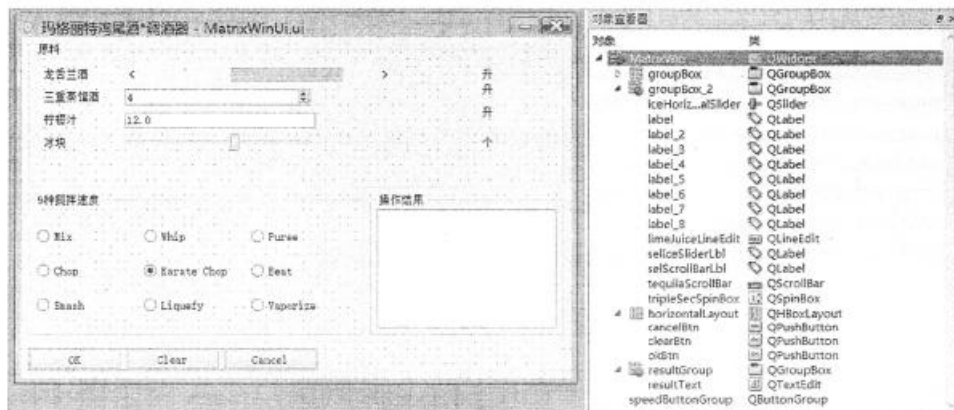 玛格丽特鸡尾酒*调酒器 - MatrixWinUi.ui
原料
龙舌兰酒
升
三重蒸馏酒
4
升
柠檬汁
12.0
升
冰块
个
9种搅拌速度
Mix
Whip
Puree
Chop
Karate Chop
Beat
Smash
Liquefy
Vaporize
操作结果
OK
Clear
Cancel
对象查看器
对象
类
MatrixWin
QWidget
groupBox
QGroupBox
groupBox_2
QGroupBox
iceHoriz...alSlider
QSlider
label
QLabel
label_2
QLabel
label_3
QLabel
label_4
QLabel
label_5
QLabel
label_6
QLabel
label_7
QLabel
label_8
QLabel
limeJuiceLineEdit
QLineEdit
selIceSliderLbl
QLabel
selScrollBarLbl
QLabel
tequilaScrollBar
QScrollBar
tripleSecSpinBox
QSpinBox
horizontalLayout
QHBoxLayout
cancelBtn
QPushButton
clearBtn
QPushButton
okBtn
QPushButton
resultGroup
QGroupBox
resultText
QTextEdit
speedButtonGroup
QButtonGroup